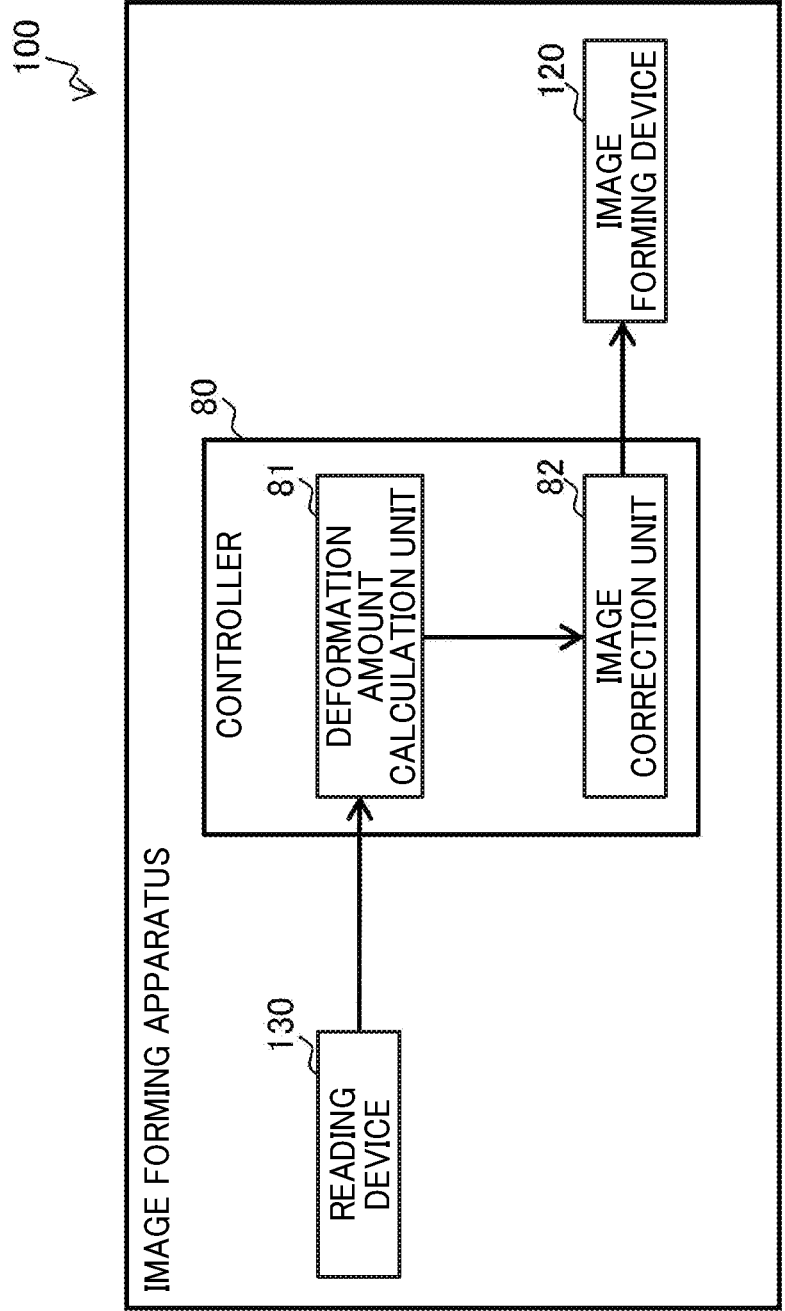 100
IMAGE FORMING APPARATUS
80
CONTROLLER
130
READING
DEVICE
81
DEFORMATION
AMOUNT
CALCULATION UNIT
82
IMAGE
CORRECTION UNIT
120
IMAGE
FORMING DEVICE